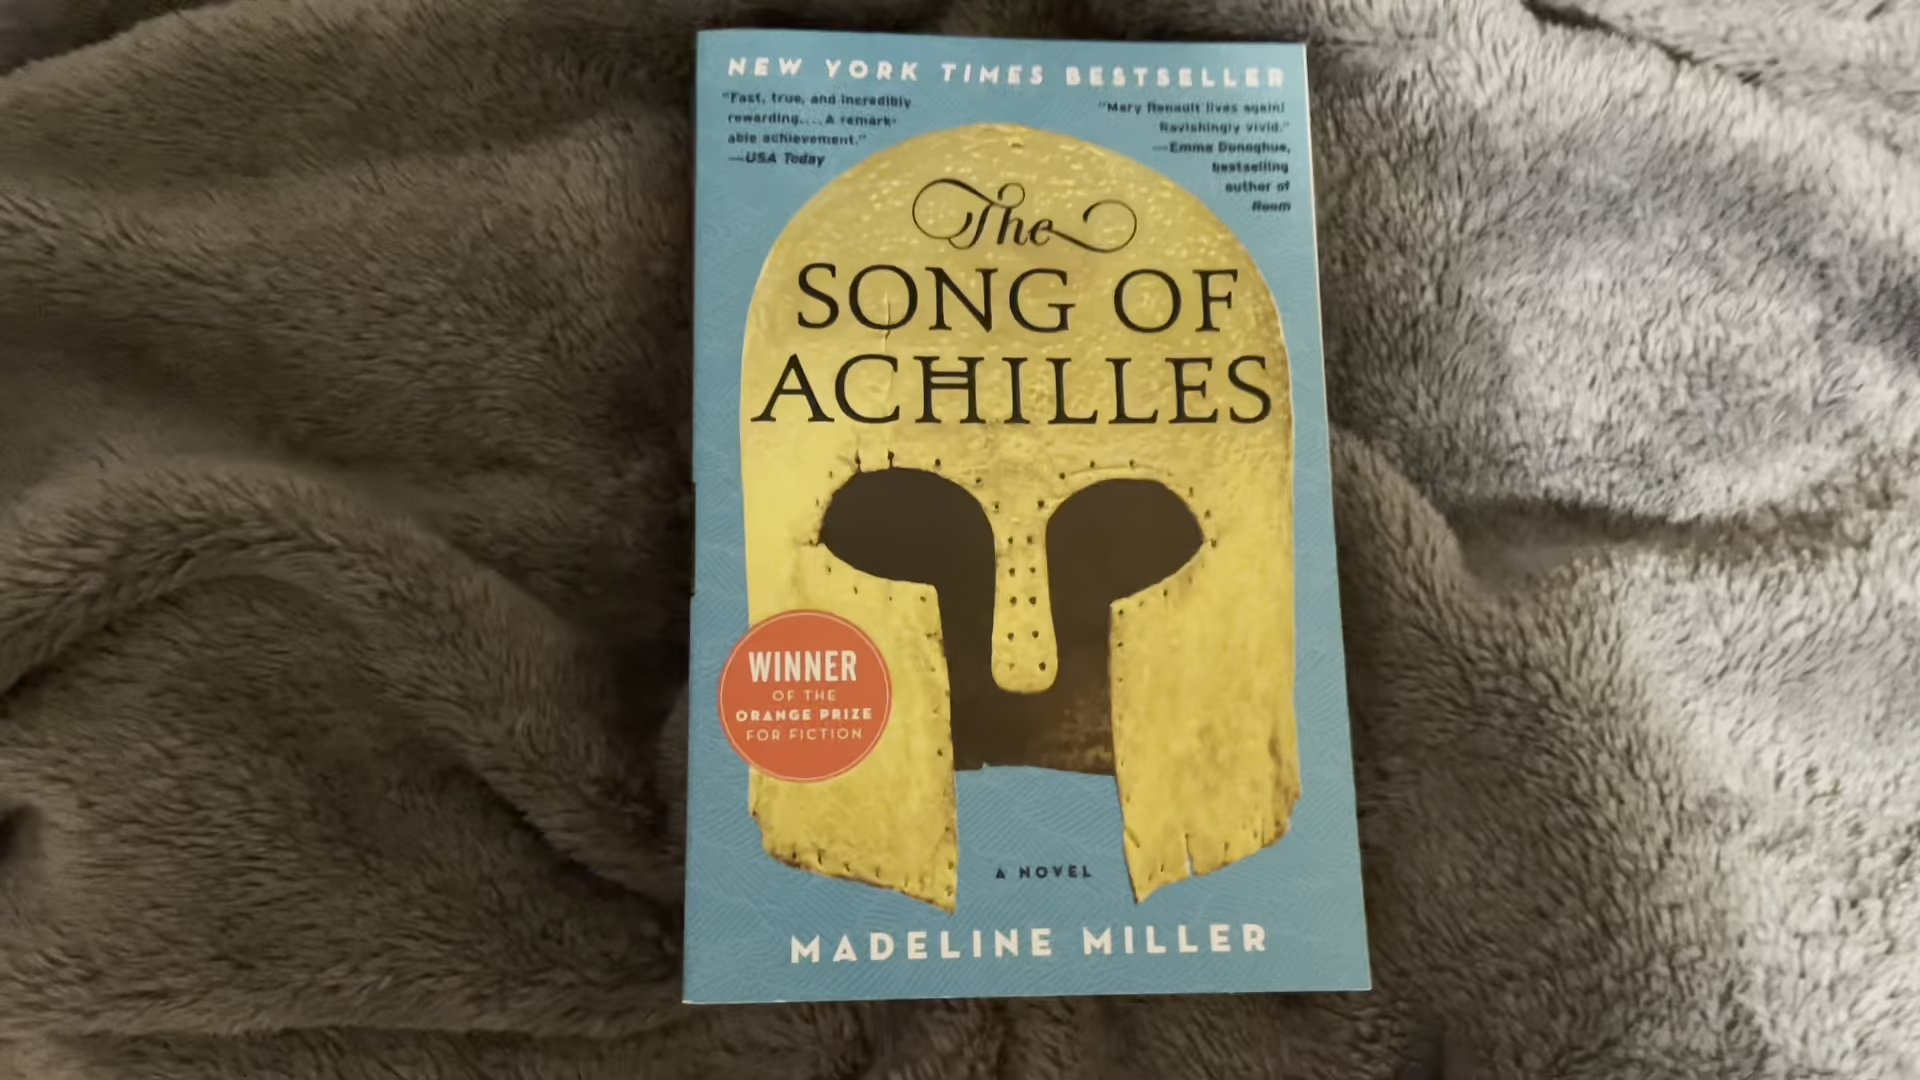 NEW YORK TIMES BESTSELLER
"Fast, true, and incredibly
rewarding.... A remark-
able achievement."
—USA Today
"Mary Renault lives again!
Ravishingly vivid."
—Emma Donoghue,
bestselling
author of
Room
The
SONG OF
ACHILLES
WINNER
OF THE
ORANGE PRIZE
FOR FICTION
A NOVEL
MADELINE MILLER